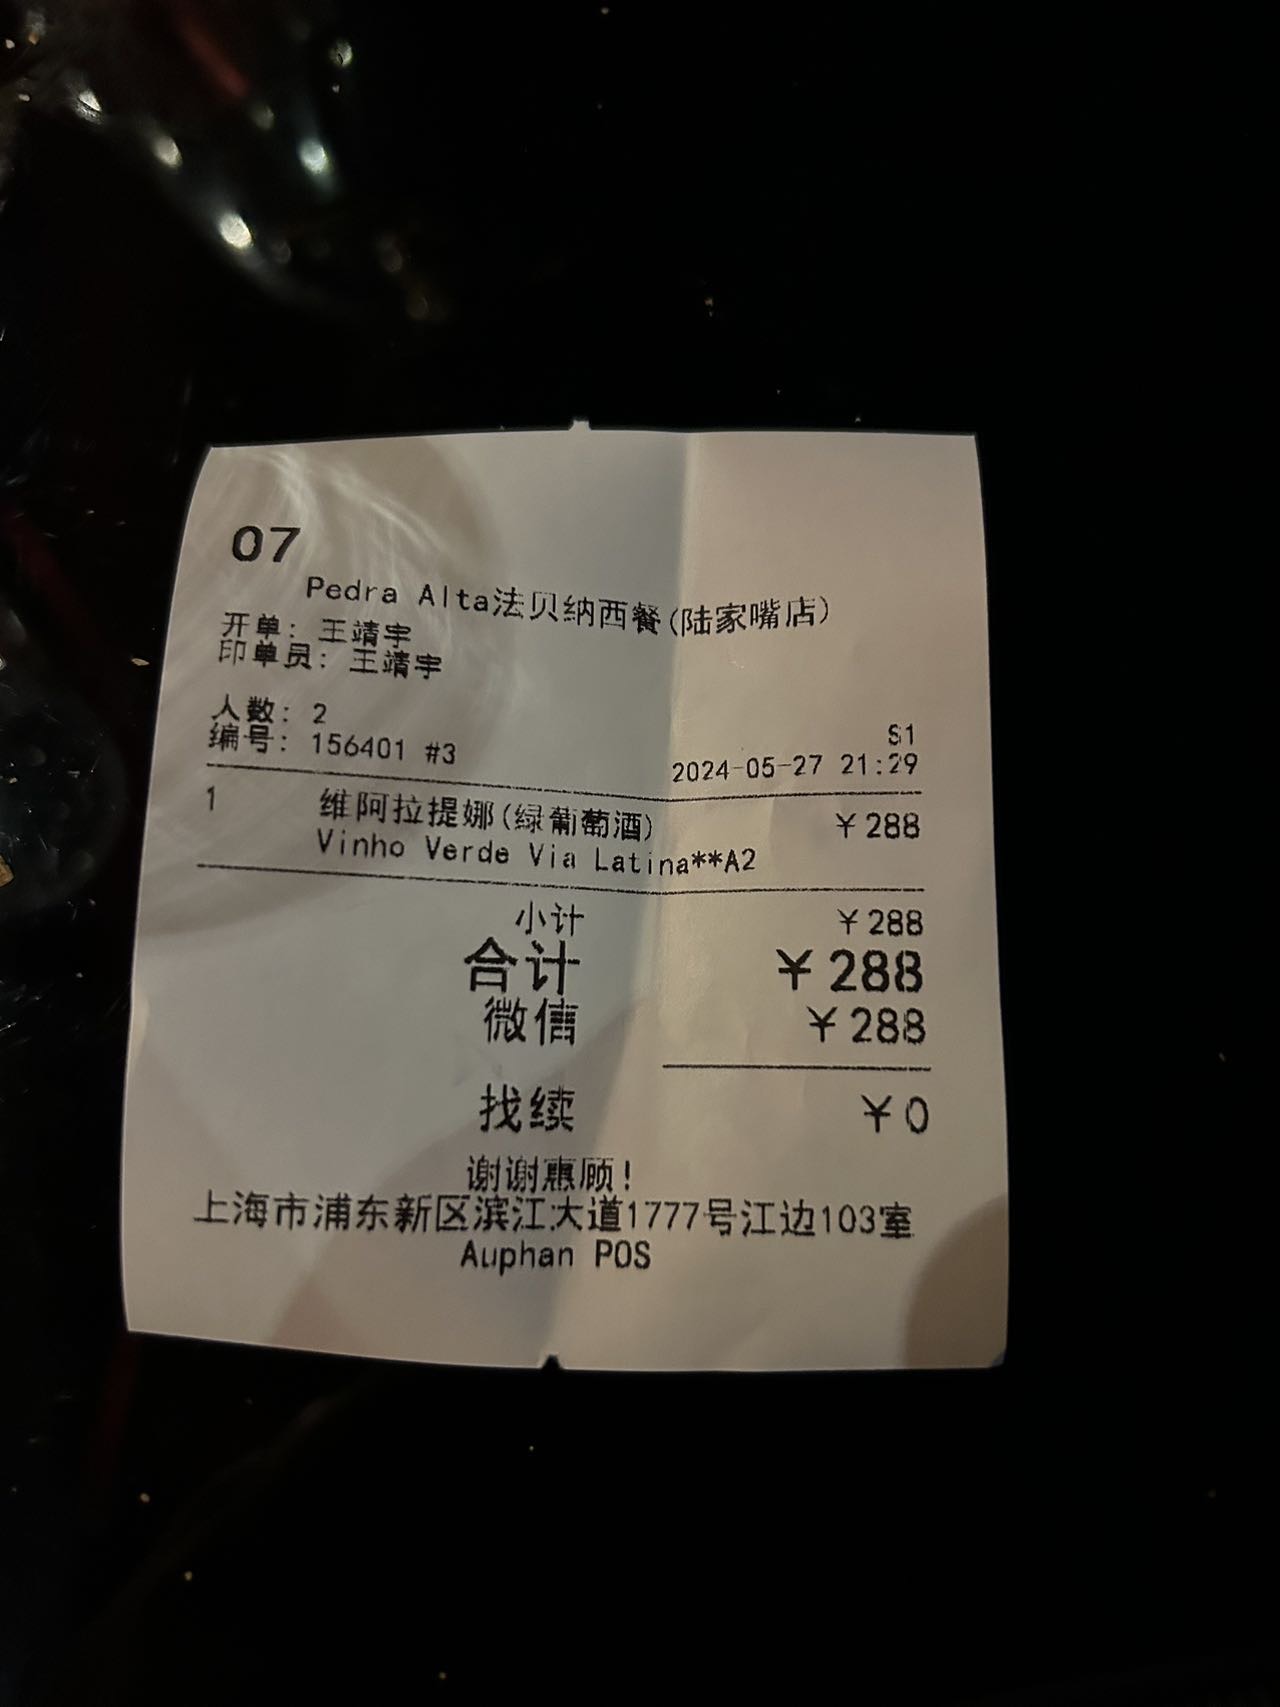 07
Pedra Alta法贝纳西餐(陆家嘴店)
开单: 王靖宇
印单员: 王靖宇
人数: 2
S1
编号: 156401 #3
2024-05-27 21:29
1 维阿拉提娜(绿葡萄酒) ¥288
Vinho Verde Via Latina**A2
小计 ¥288
合计 ¥288
微信 ¥288
找续 ¥0
谢谢惠顾!
上海市浦东新区滨江大道1777号江边103室
Auphan POS